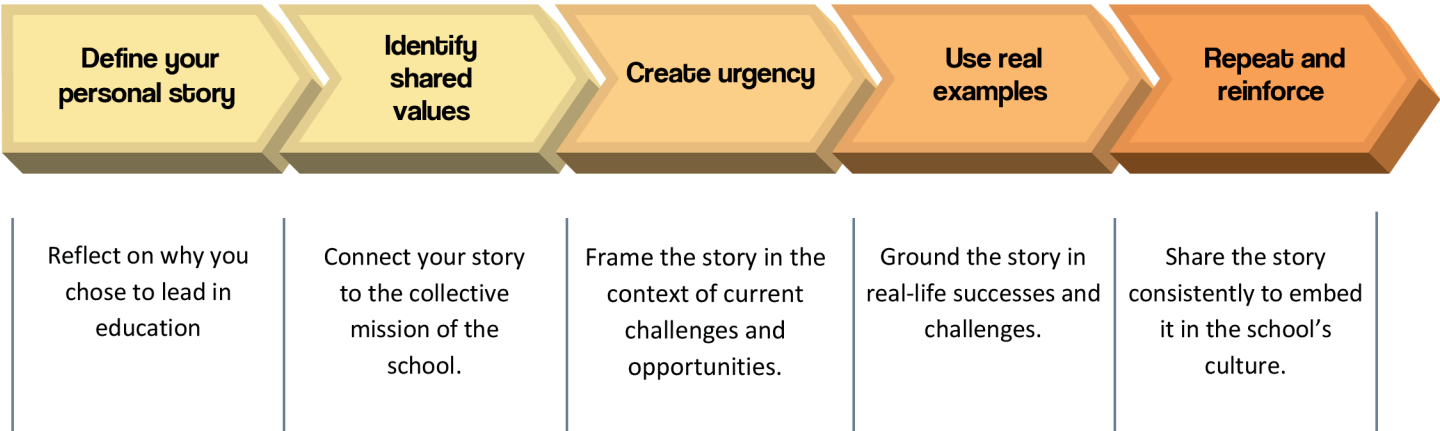 Define your
personal story
Identify
shared
values
Create urgency
Use real
examples
Repeat and
reinforce
Reflect on why you
chose to lead in
education
Connect your story
to the collective
mission of the
school.
Frame the story in the
context of current
challenges and
opportunities.
Ground the story in
real-life successes and
challenges.
Share the story
consistently to embed
it in the school’s
culture.